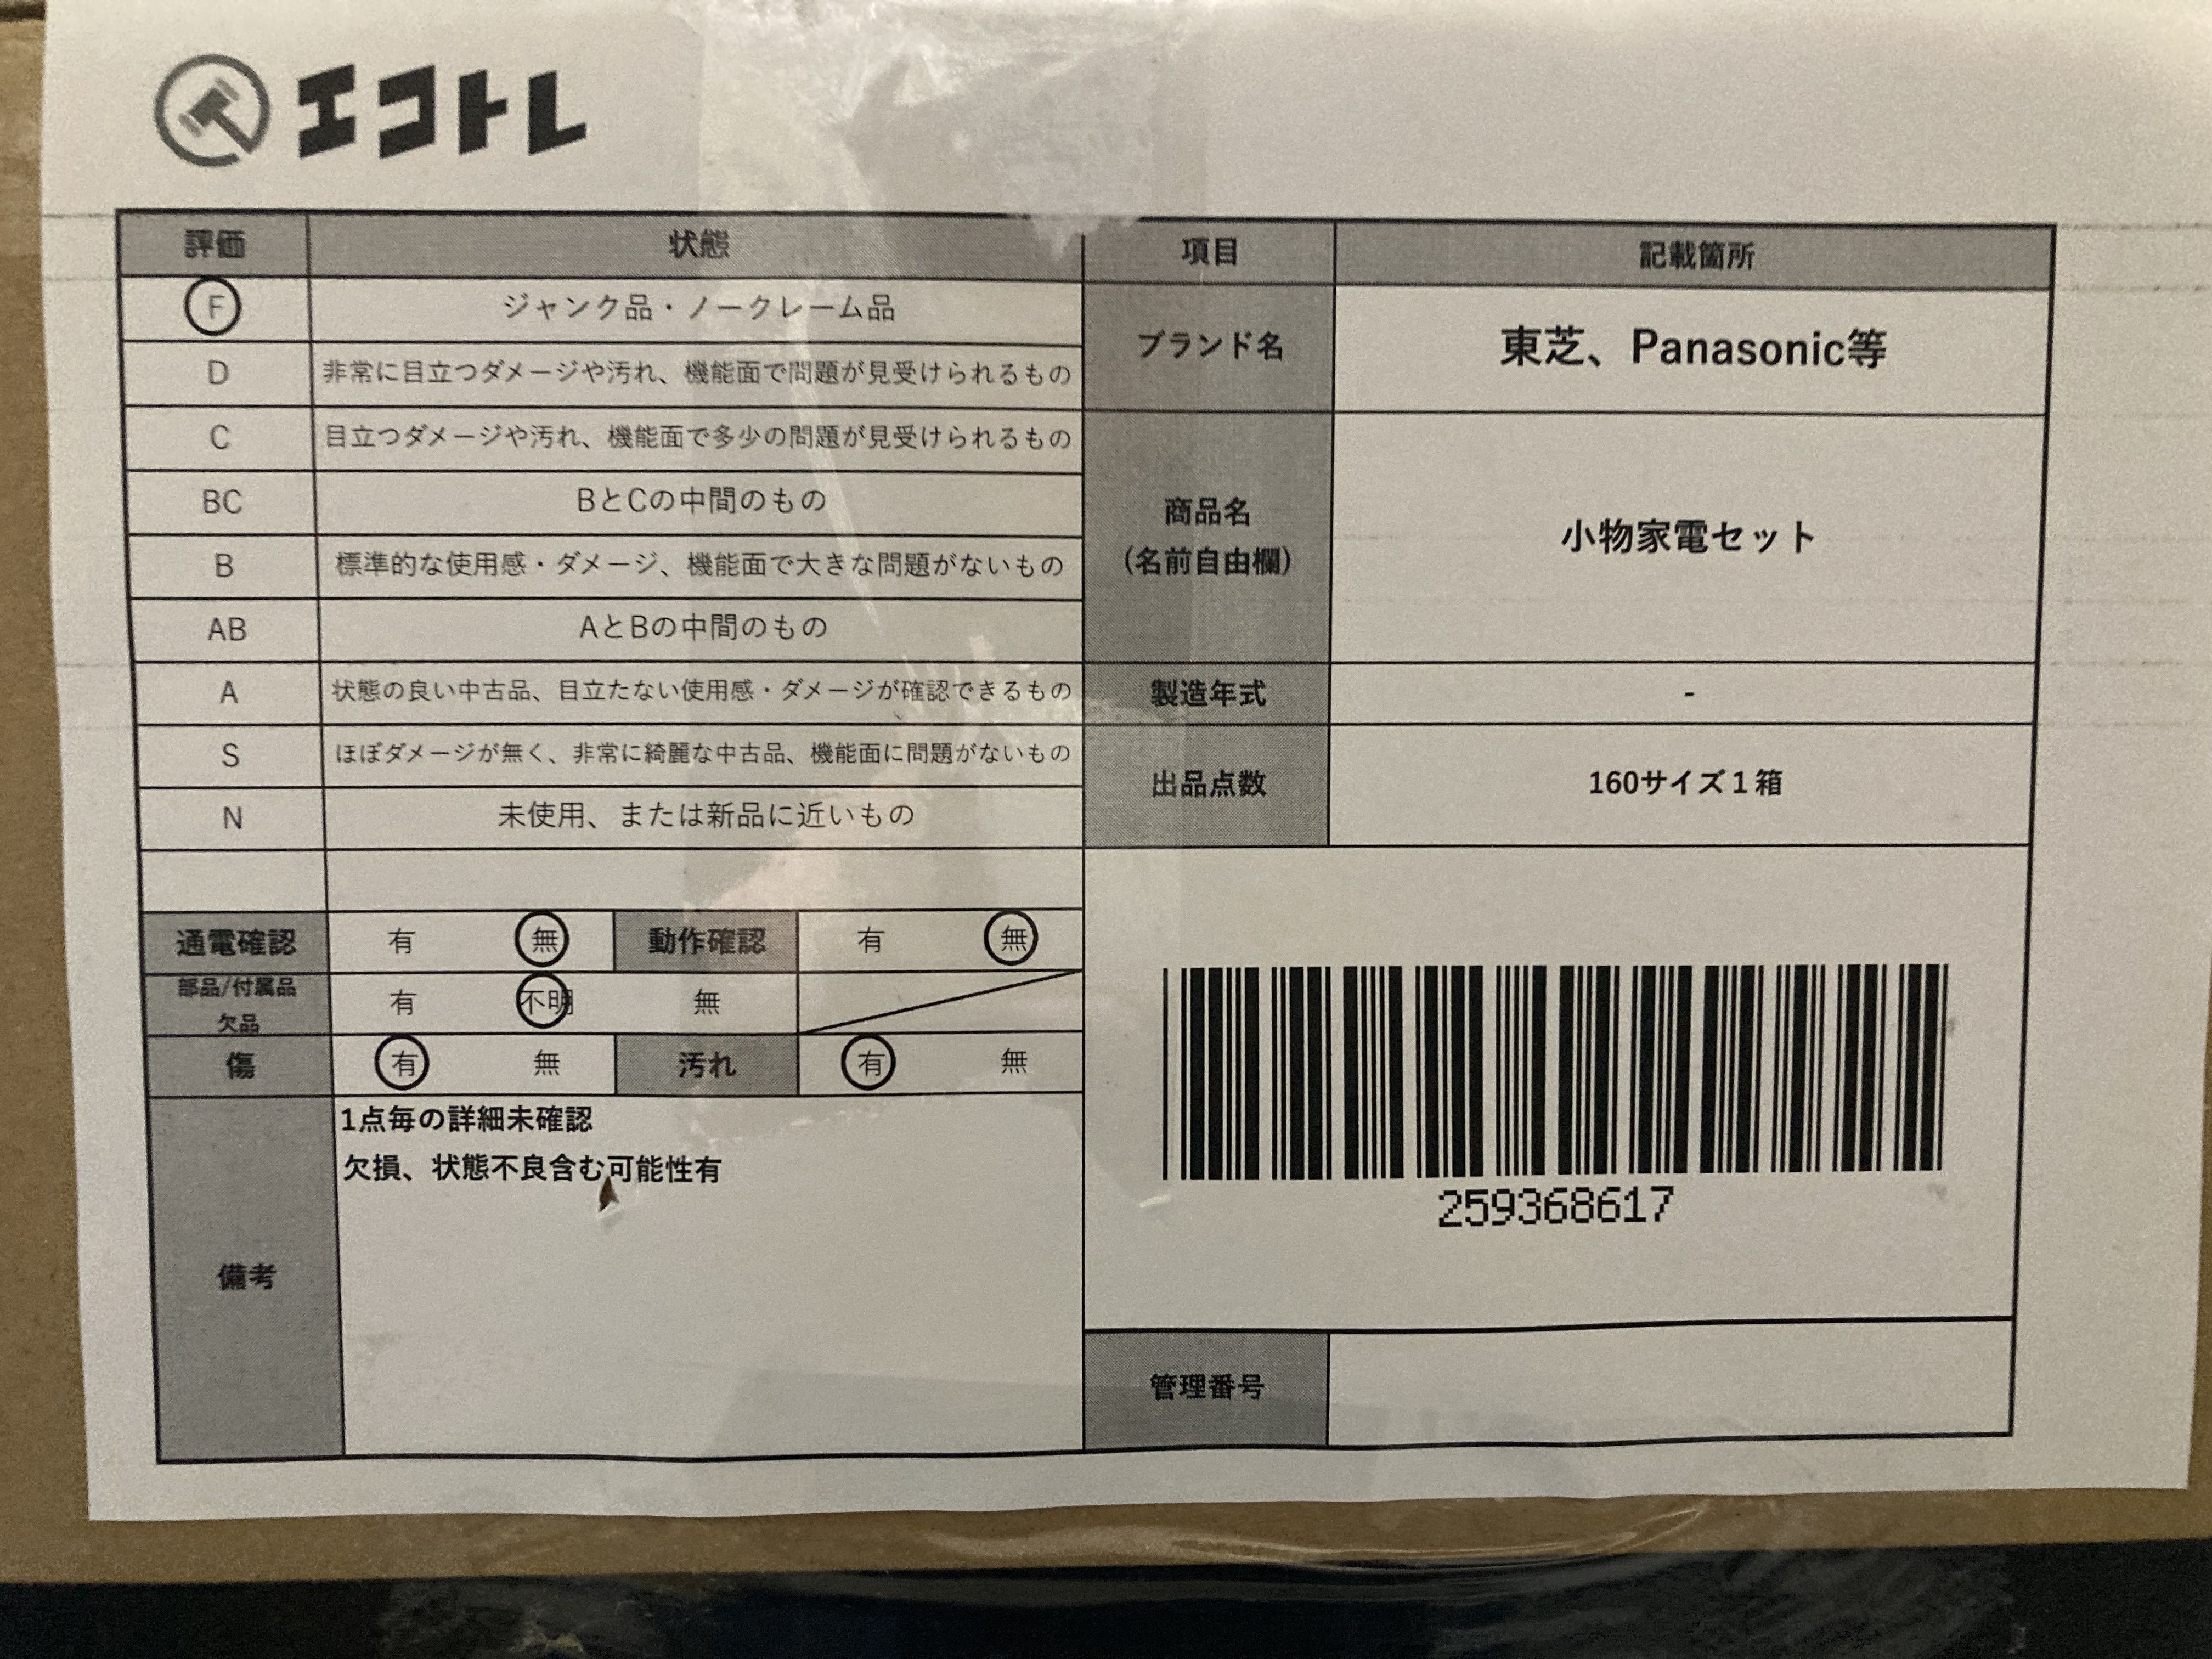 エコトレ
評価 状態 項目 記載箇所
F ジャンク品・ノークレーム品
D 非常に目立つダメージや汚れ、機能面で問題が見受けられるもの
ブランド名 東芝、Panasonic等
C 目立つダメージや汚れ、機能面で多少の問題が見受けられるもの
BC BとCの中間のもの
B 標準的な使用感・ダメージ、機能面で大きな問題がないもの
AB AとBの中間のもの
商品名
(名前自由欄)
小物家電セット
A 状態の良い中古品、目立たない使用感・ダメージが確認できるもの
製造年式 -
S ほぼダメージが無く、非常に綺麗な中古品、機能面に問題がないもの
N 未使用、または新品に近いもの
出品点数 160サイズ1箱
通電確認 有 無 動作確認 有 無
部品/付属品
欠品
有 不明 無
傷 有 無 汚れ 有 無
備考
1点毎の詳細未確認
欠損、状態不良含む可能性有
259368617
管理番号